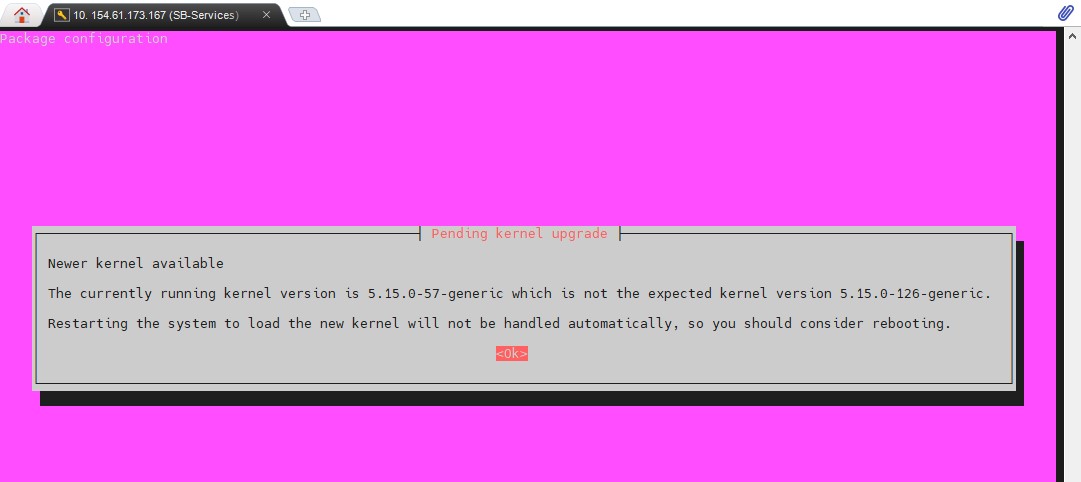 10. 154.61.173.167 (SB-Services)
Package configuration
Pending kernel upgrade
Newer kernel available
The currently running kernel version is 5.15.0-57-generic which is not the expected kernel version 5.15.0-126-generic.
Restarting the system to load the new kernel will not be handled automatically, so you should consider rebooting.
<Ok>